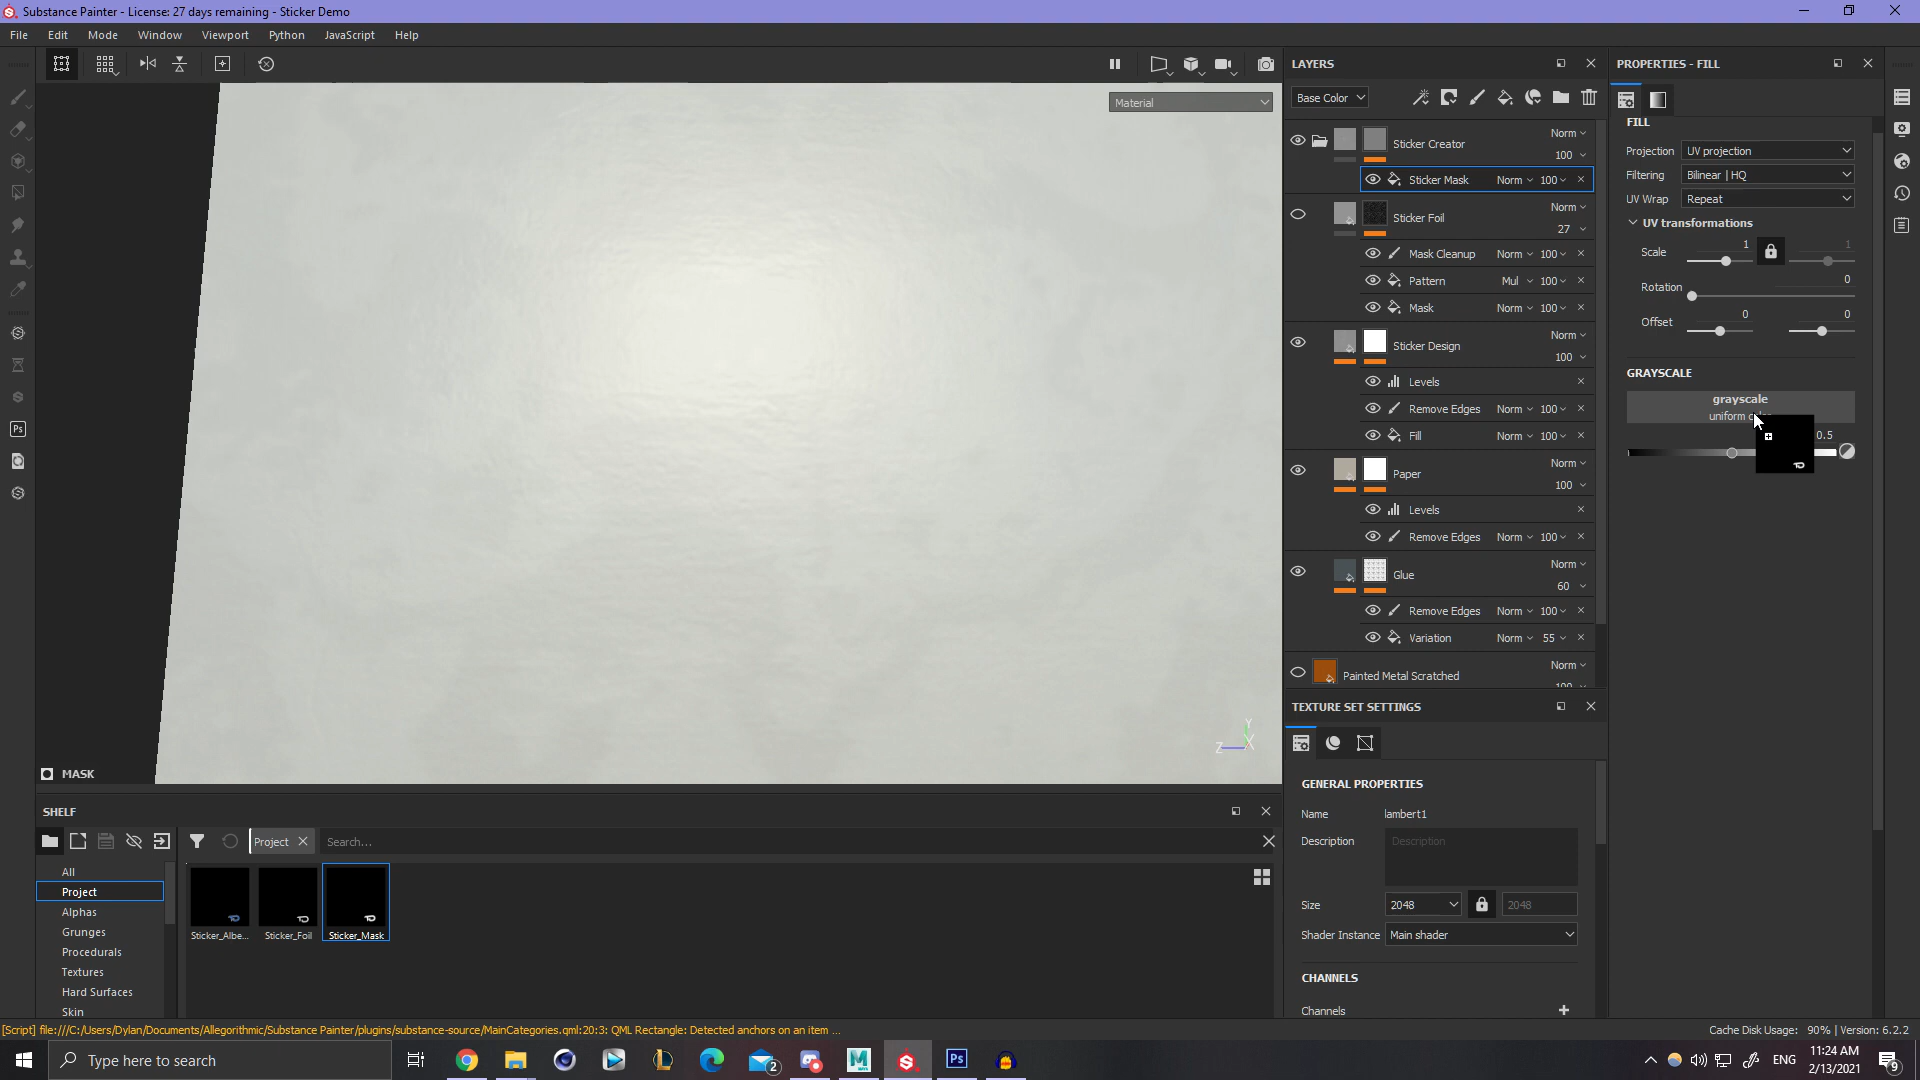 Substance Painter - License: 27 days remaining - Sticker Demo
File Edit Mode Window Viewport Python JavaScript Help
Material
MASK
Y
Z X
LAYERS
Base Color
Sticker Creator Norm
100
Sticker Mask Norm 100
Sticker Foil Norm
27
Mask Cleanup Norm 100
Pattern Mul 100
Mask Norm 100
Sticker Design Norm
100
Levels
Remove Edges Norm 100
Fill Norm 100
Paper Norm
100
Levels
Remove Edges Norm 100
Glue Norm
60
Remove Edges Norm 100
Variation Norm 55
Painted Metal Scratched Norm
100
PROPERTIES - FILL
FILL
Projection UV projection
Filtering Bilinear | HQ
UV Wrap Repeat
UV transformations
Scale 1 1
Rotation 0
Offset 0 0
GRAYSCALE
grayscale
uniform
0.5
TEXTURE SET SETTINGS
GENERAL PROPERTIES
Name lambert1
Description Description
Size 2048 2048
Shader Instance Main shader
CHANNELS
Channels +
SHELF
Project Search...
All
Project
Alphas
Grunges
Procedurals
Textures
Hard Surfaces
Skin
Sticker_Albe... Sticker_Foil Sticker_Mask
[Script] file:///C:/Users/Dylan/Documents/Allegorithmic/Substance Painter/plugins/substance-source/MainCategories.qml:20:3: QML Rectangle: Detected anchors on an item ...
Cache Disk Usage: 90% | Version: 6.2.2
Type here to search
2
Ps
ENG
11:24 AM
2/13/2021
9